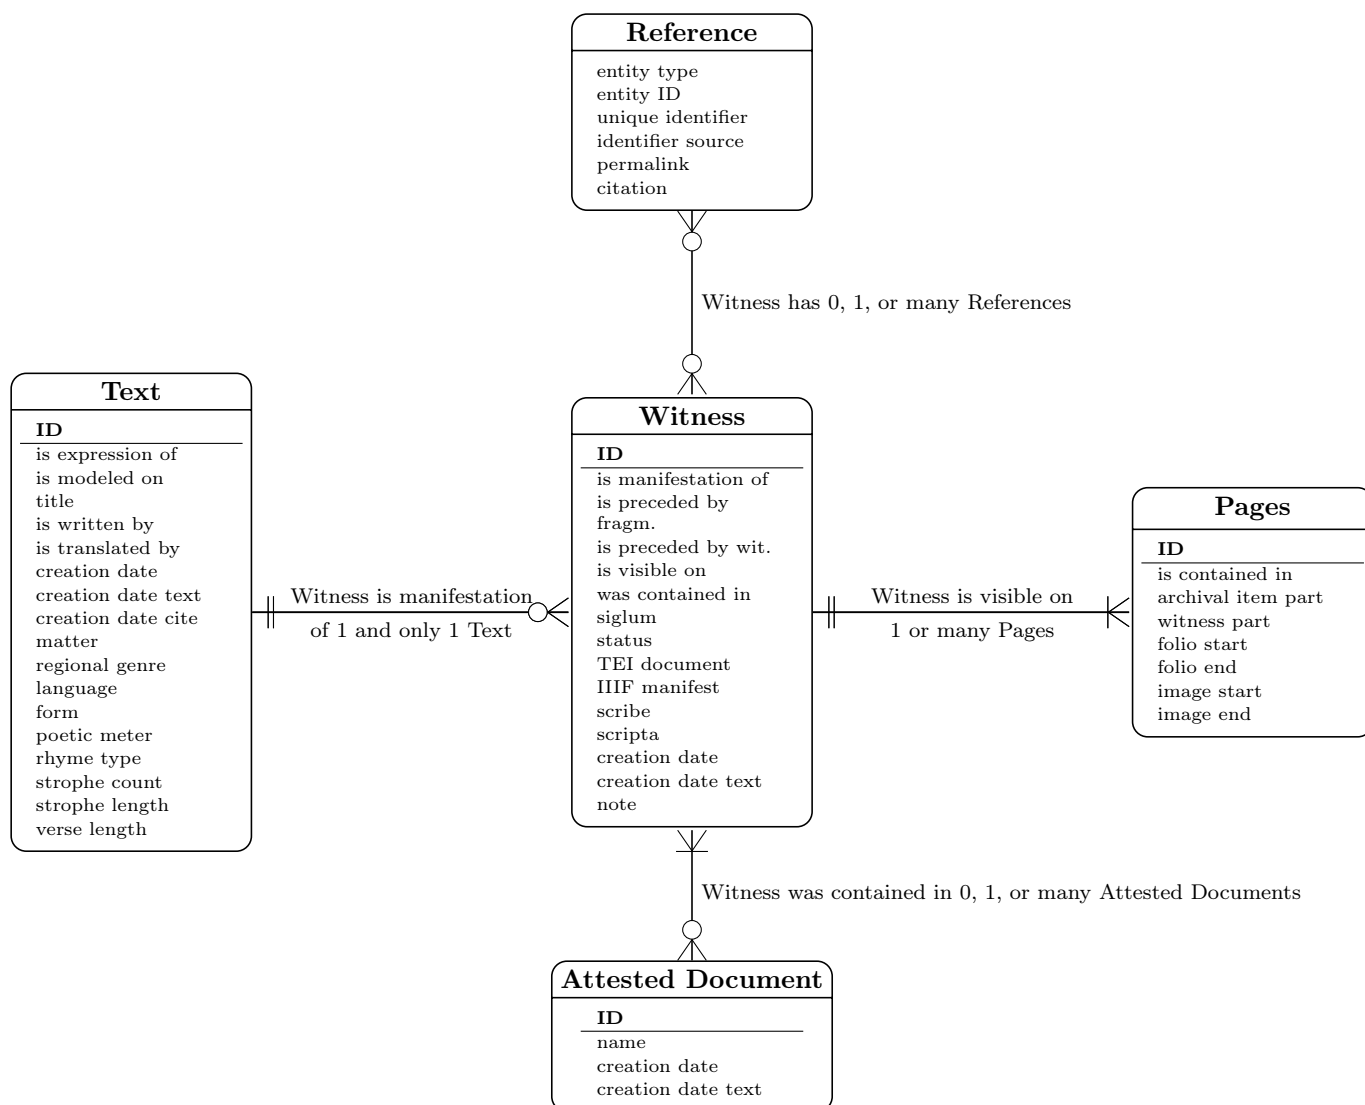 Reference
entity type
entity ID
unique identifier
identifier source
permalink
citation
Witness has 0, 1, or many References
Text
ID
is expression of
is modeled on
title
is written by
is translated by
creation date
creation date text
creation date cite
matter
regional genre
language
form
poetic meter
rhyme type
strophe count
strophe length
verse length
Witness is manifestation
of 1 and only 1 Text
Witness
ID
is manifestation of
is preceded by
fragm.
is preceded by wit.
is visible on
was contained in
siglum
status
TEI document
IIIF manifest
scribe
scripta
creation date
creation date text
note
Witness is visible on
1 or many Pages
Pages
ID
is contained in
archival item part
witness part
folio start
folio end
image start
image end
Witness was contained in 0, 1, or many Attested Documents
Attested Document
ID
name
creation date
creation date text